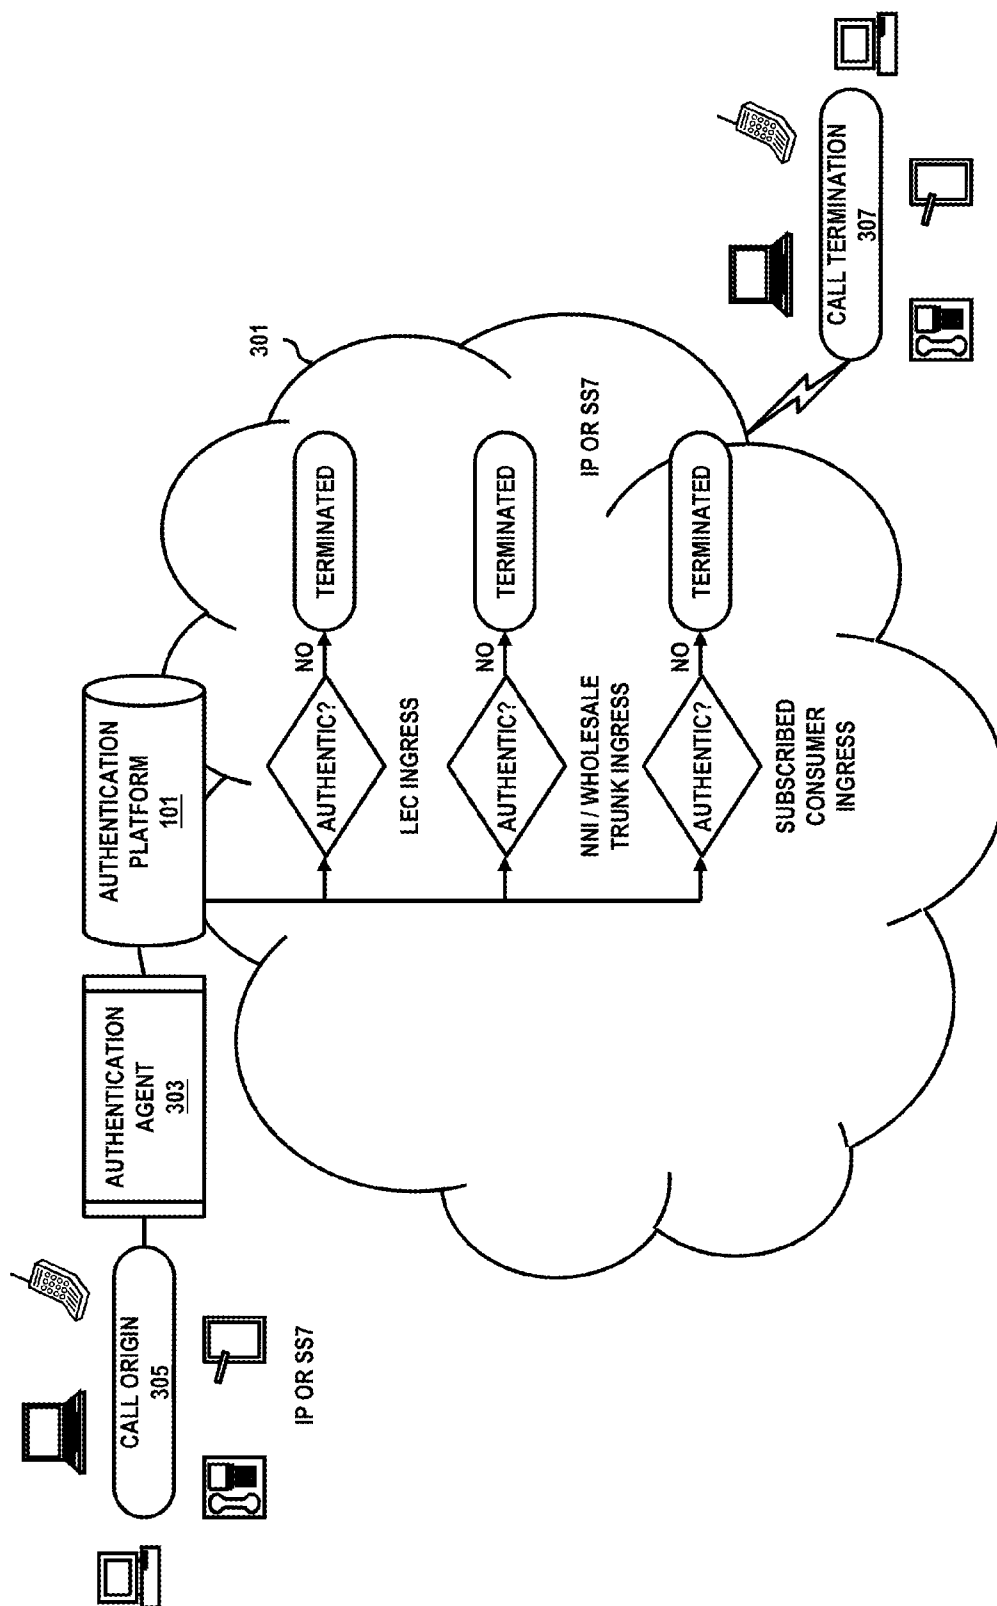 CALL ORIGIN
305
IP OR SS7
AUTHENTICATION
AGENT
303
AUTHENTICATION
PLATFORM
101
301
AUTHENTIC?
NO
TERMINATED
LEC INGRESS
AUTHENTIC?
NO
TERMINATED
NNI / WHOLESALE
TRUNK INGRESS
IP OR SS7
AUTHENTIC?
NO
TERMINATED
SUBSCRIBED
CONSUMER
INGRESS
CALL TERMINATION
307